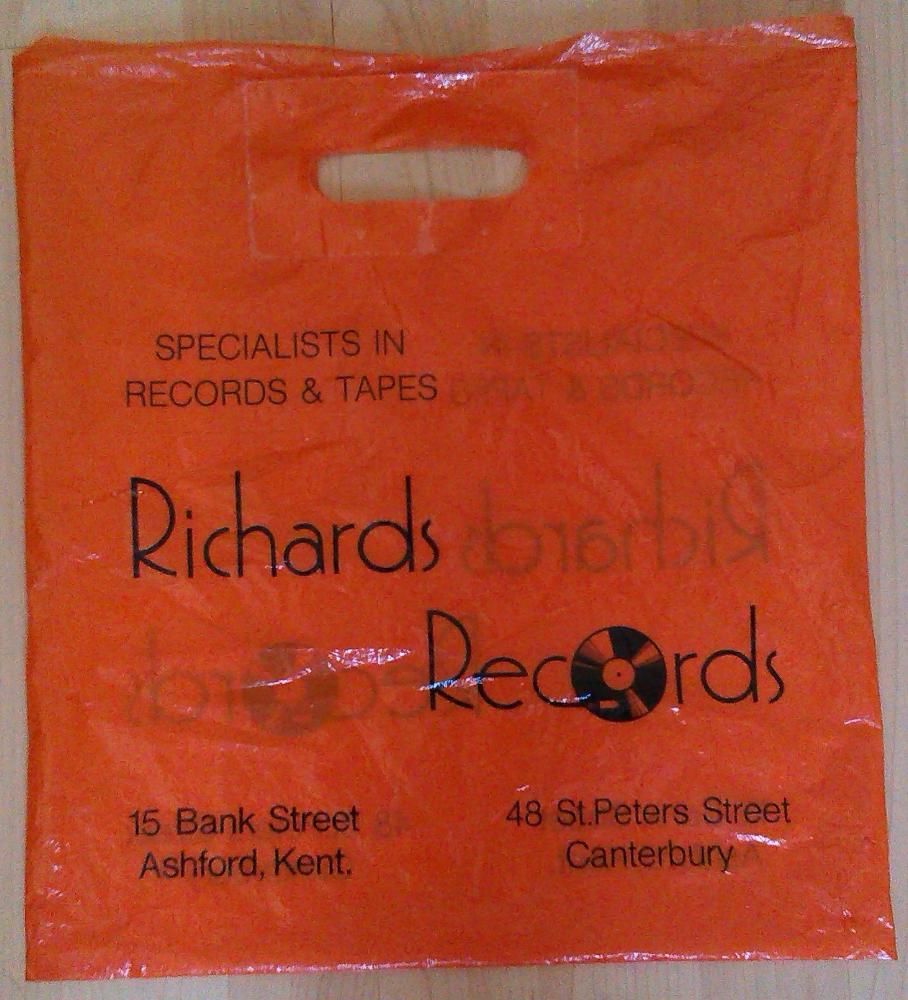 SPECIALISTS IN
RECORDS & TAPES
Richards
Records
15 Bank Street
Ashford, Kent.
48 St.Peters Street
Canterbury